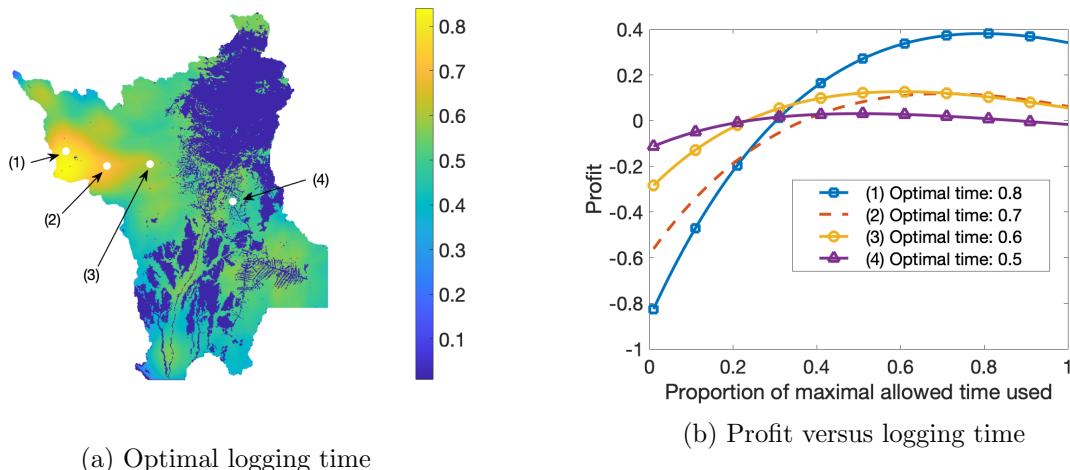 (1)
(2)
(3)
(4)
0.8
0.7
0.6
0.5
0.4
0.3
0.2
0.1
(a) Optimal logging time
0.4
0.2
0
-0.2
-0.4
-0.6
-0.8
-1
Profit
(1) Optimal time: 0.8
(2) Optimal time: 0.7
(3) Optimal time: 0.6
(4) Optimal time: 0.5
0 0.2 0.4 0.6 0.8 1
Proportion of maximal allowed time used
(b) Profit versus logging time